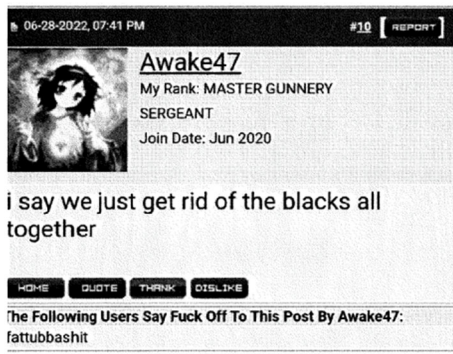 06-28-2022, 07:41 PM #10 [ REPORT ]
Awake47
My Rank: MASTER GUNNERY
SERGEANT
Join Date: Jun 2020
i say we just get rid of the blacks all
together
HOME QUOTE THANK DISLIKE
The Following Users Say Fuck Off To This Post By Awake47:
fattubbashit